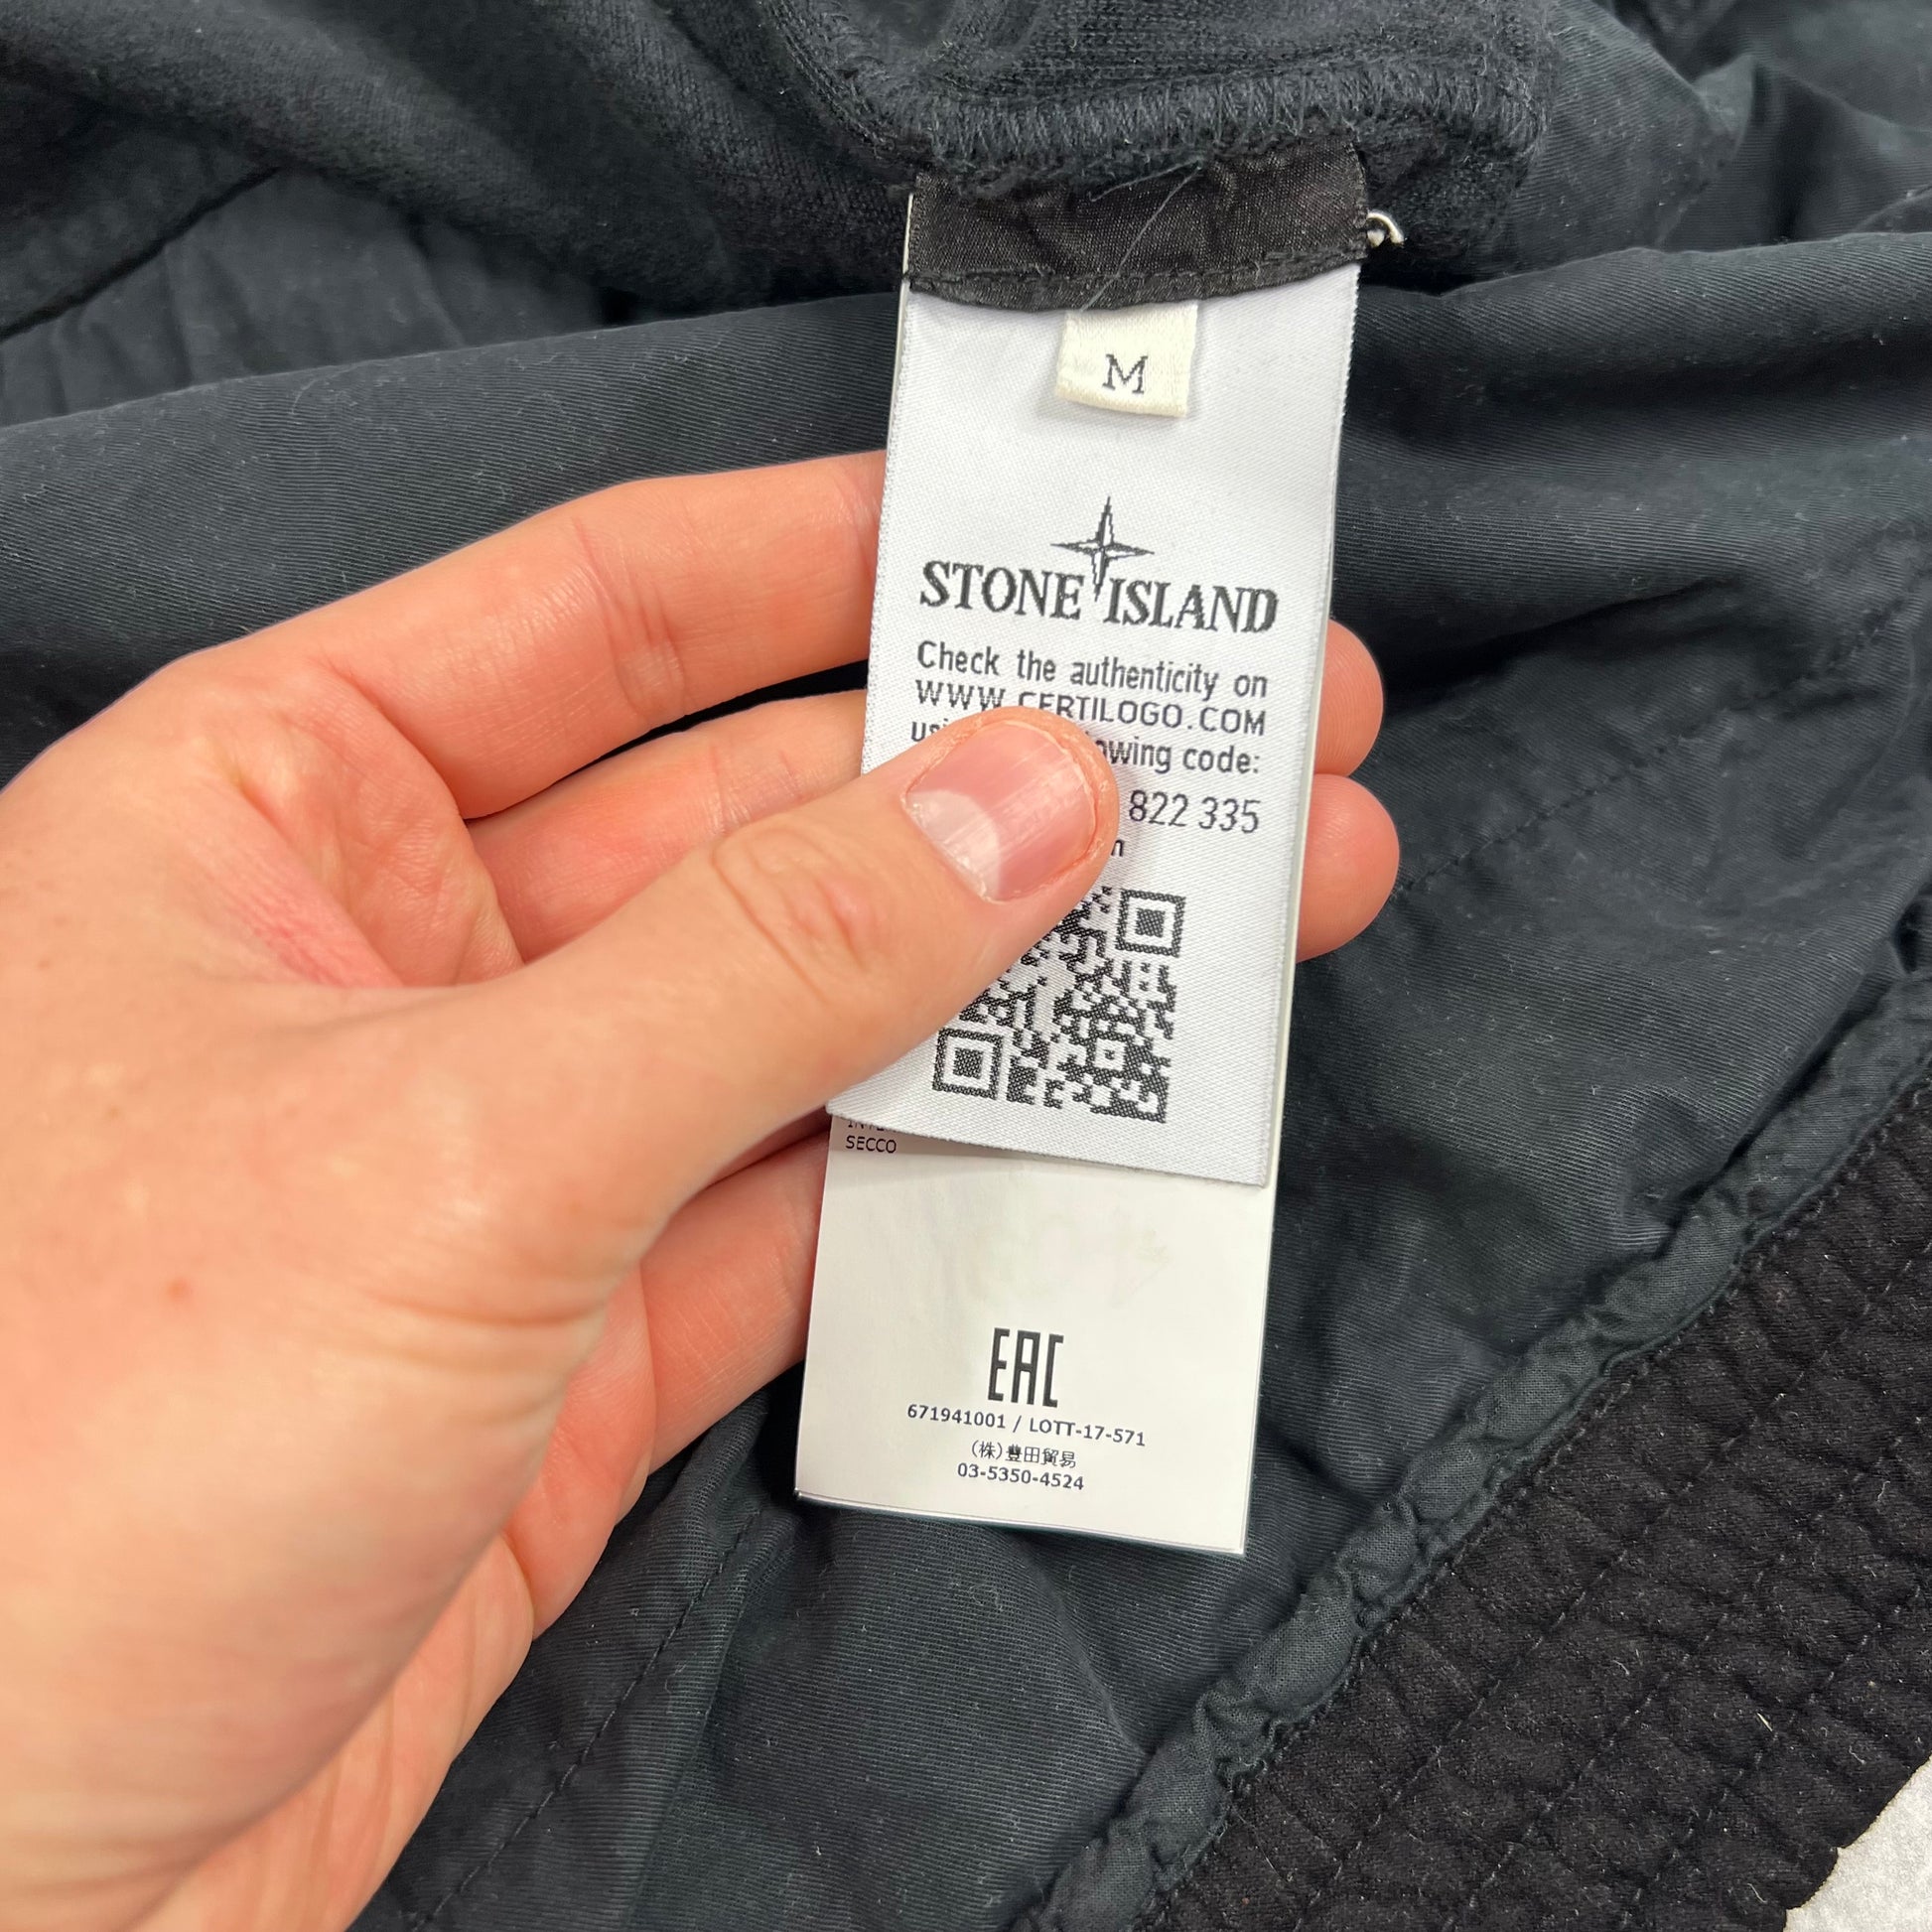 M
STONE ISLAND
Check the authenticity on
WWW.CERTILOGO.COM
code:
822 335
SECCO
EAC
671941001 / LOTT-17-571
(株)豊田貿易
03-5350-4524